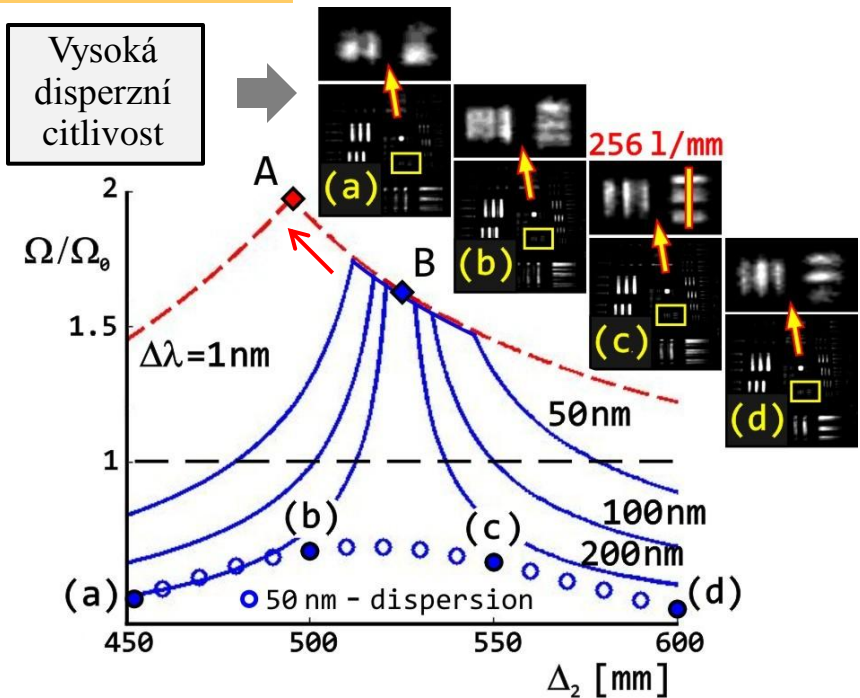 Vysoká
disperzní
citlivost
(a)
(b)
256 l/mm
(c)
(d)
A
B
2
Ω/Ω₀
1.5
Δλ=1nm
1
50nm
100nm
200nm
(a)
(b)
(c)
(d)
50 nm - dispersion
450
500
550
600
Δ₂ [mm]